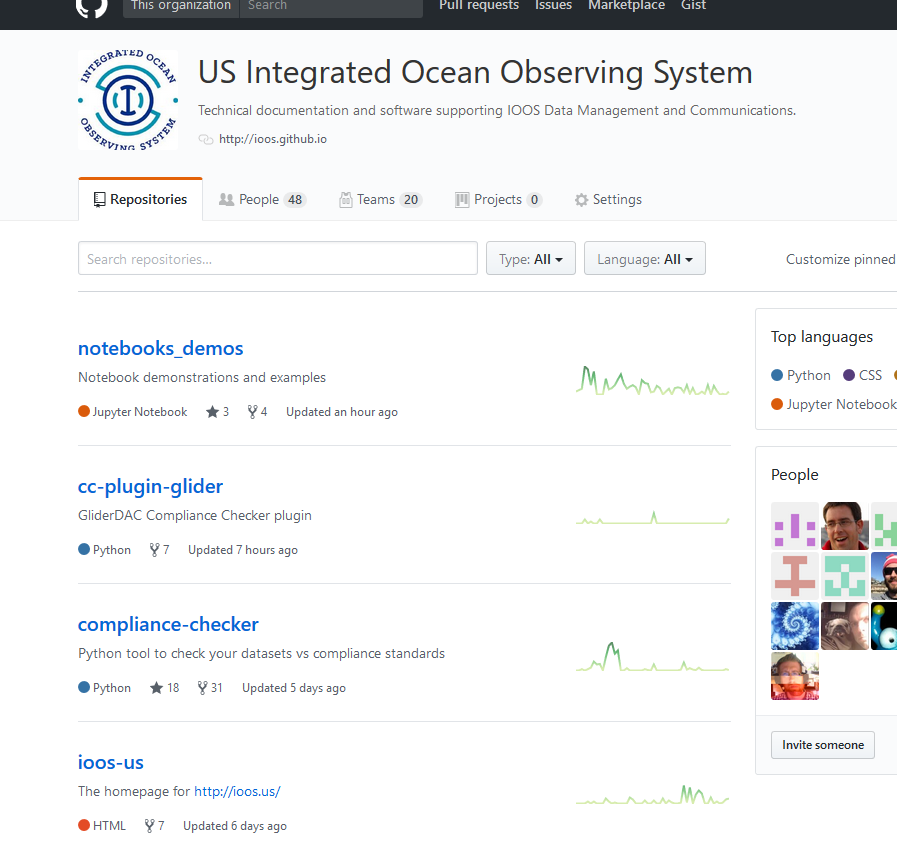 This organization Search Pull requests Issues Marketplace Gist
INTEGRATED OCEAN
OBSERVING SYSTEM
US Integrated Ocean Observing System
Technical documentation and software supporting IOOS Data Management and Communications.
http://ioos.github.io
Repositories People 48 Teams 20 Projects 0 Settings
Search repositories... Type: All Language: All Customize pinned
notebooks_demos
Notebook demonstrations and examples
Jupyter Notebook 3 4 Updated an hour ago
cc-plugin-glider
GliderDAC Compliance Checker plugin
Python 7 Updated 7 hours ago
compliance-checker
Python tool to check your datasets vs compliance standards
Python 18 31 Updated 5 days ago
ioos-us
The homepage for http://ioos.us/
HTML 7 Updated 6 days ago
Top languages
Python CSS
Jupyter Notebook
People
Invite someone